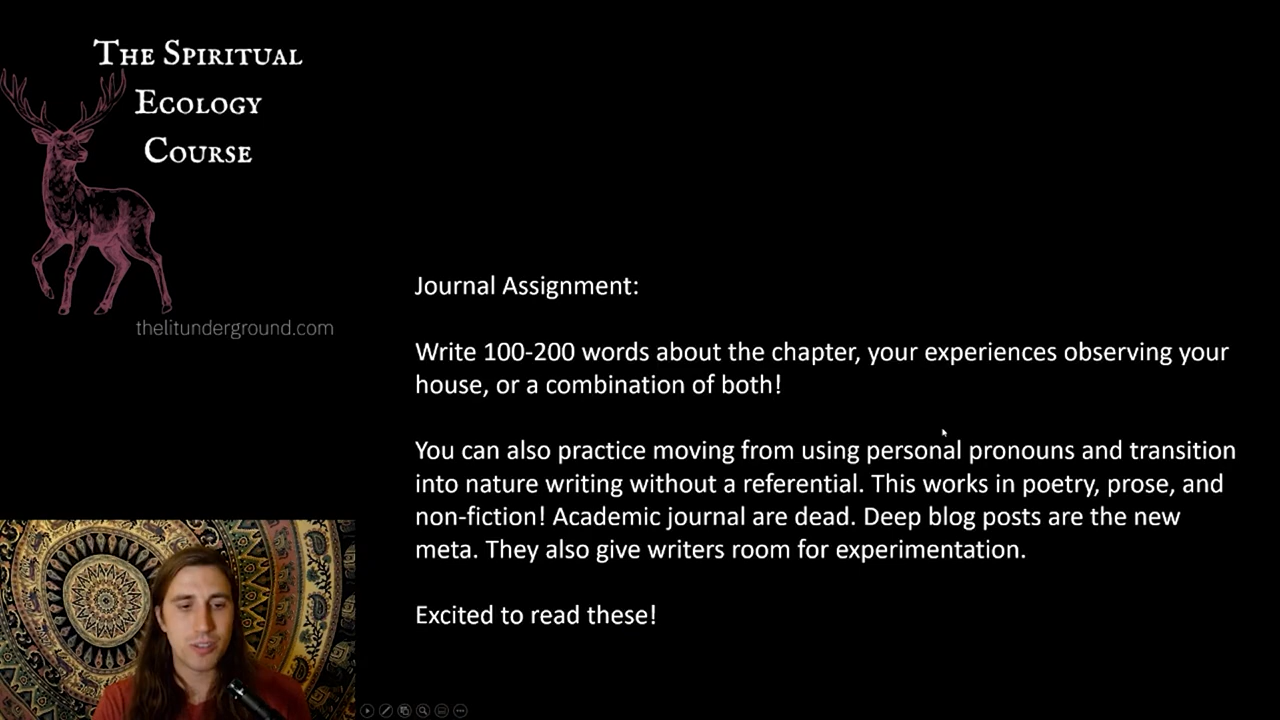 The Spiritual
Ecology
Course
thelitunderground.com
Journal Assignment:
Write 100-200 words about the chapter, your experiences observing your
house, or a combination of both!
You can also practice moving from using personal pronouns and transition
into nature writing without a referential. This works in poetry, prose, and
non-fiction! Academic journal are dead. Deep blog posts are the new
meta. They also give writers room for experimentation.
Excited to read these!